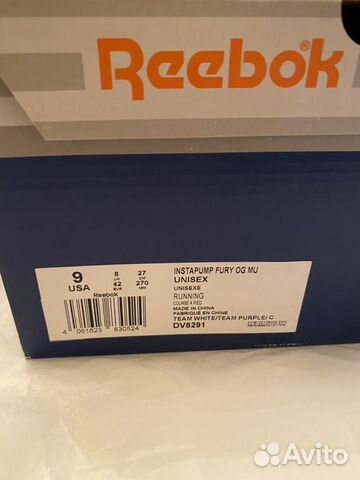 Reebok®
9 8 27
USA UK CM
42 270
EUR MM
Reebok
4 061623 830524
INSTAPUMP FURY OG MU
UNISEX
UNISEXE
RUNNING
COURSE A PIED
MADE IN CHINA
FABRIQUÉ EN CHINE
TEAM WHITE/TEAM PURPLE/ C
DV8291
Avito